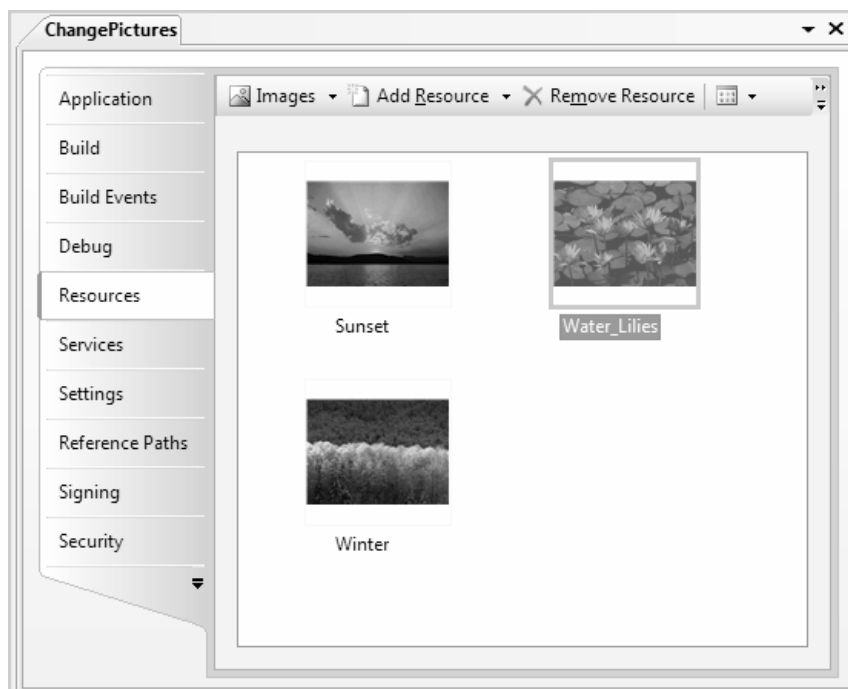 ChangePictures
Application
Build
Build Events
Debug
Resources
Services
Settings
Reference Paths
Signing
Security
Images Add Resource Remove Resource
Sunset
Water_Lilies
Winter